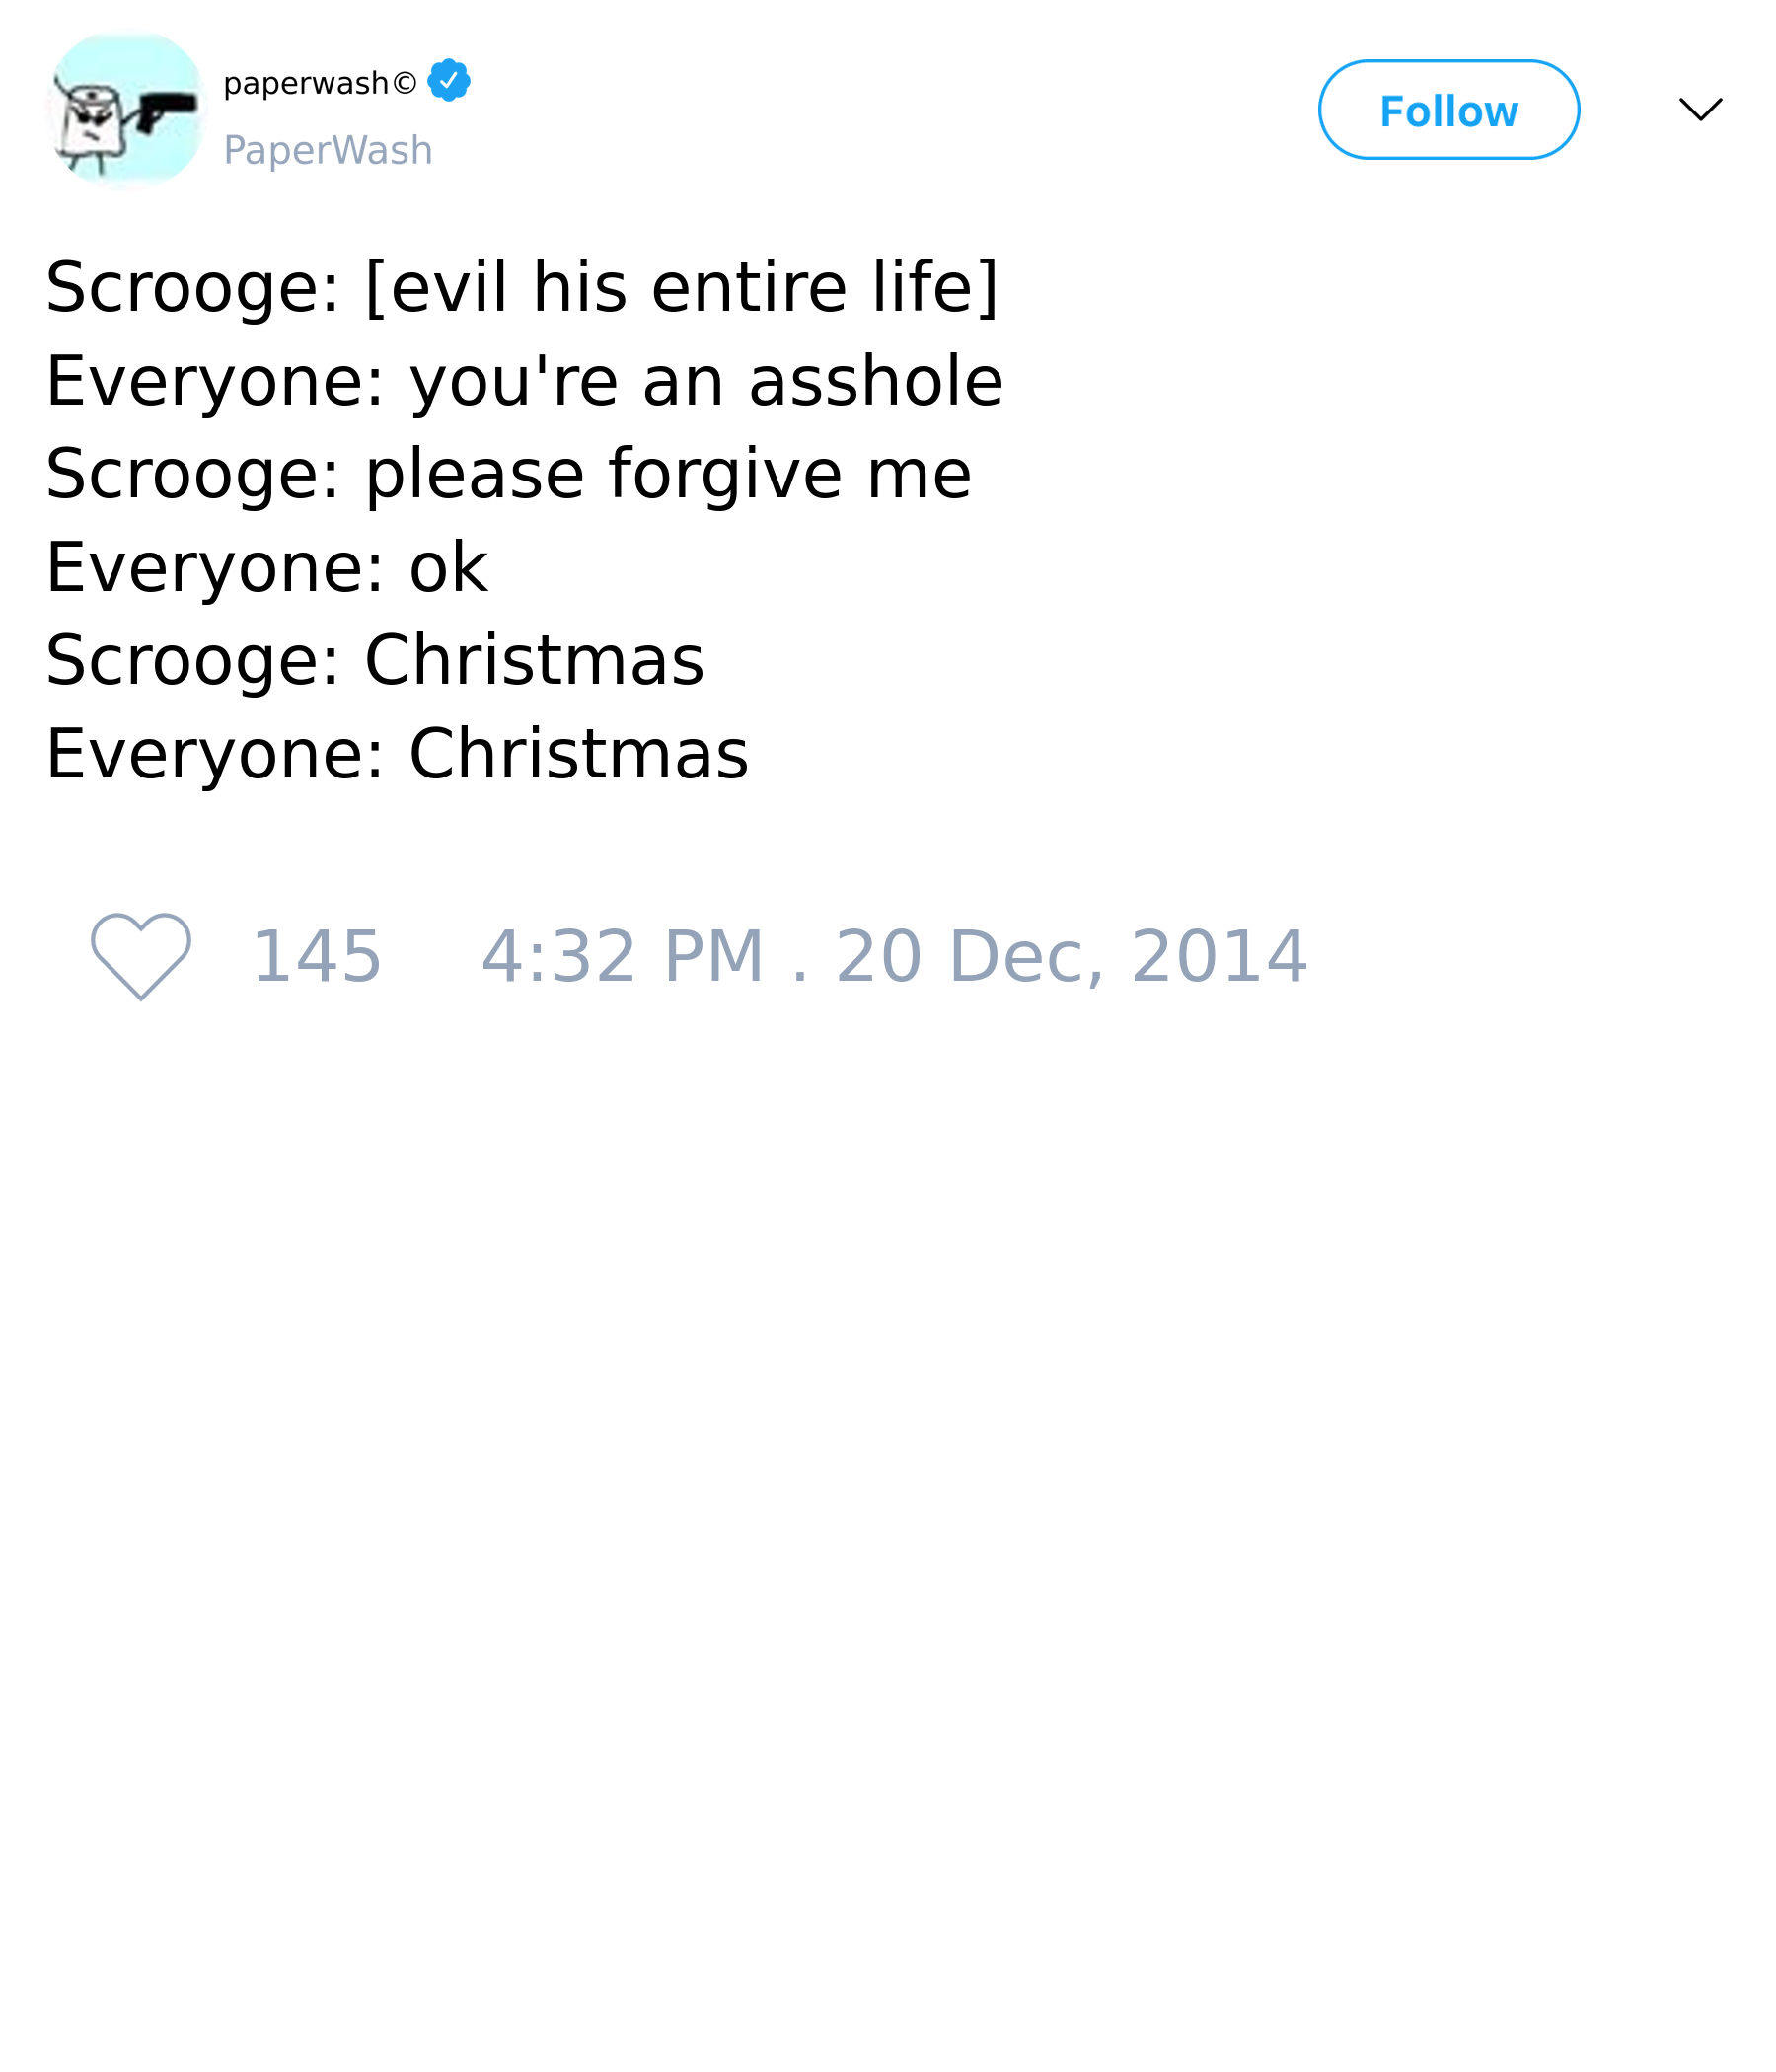 paperwash©
PaperWash
Follow
Scrooge: [evil his entire life]
Everyone: you're an asshole
Scrooge: please forgive me
Everyone: ok
Scrooge: Christmas
Everyone: Christmas
145 4:32 PM . 20 Dec, 2014